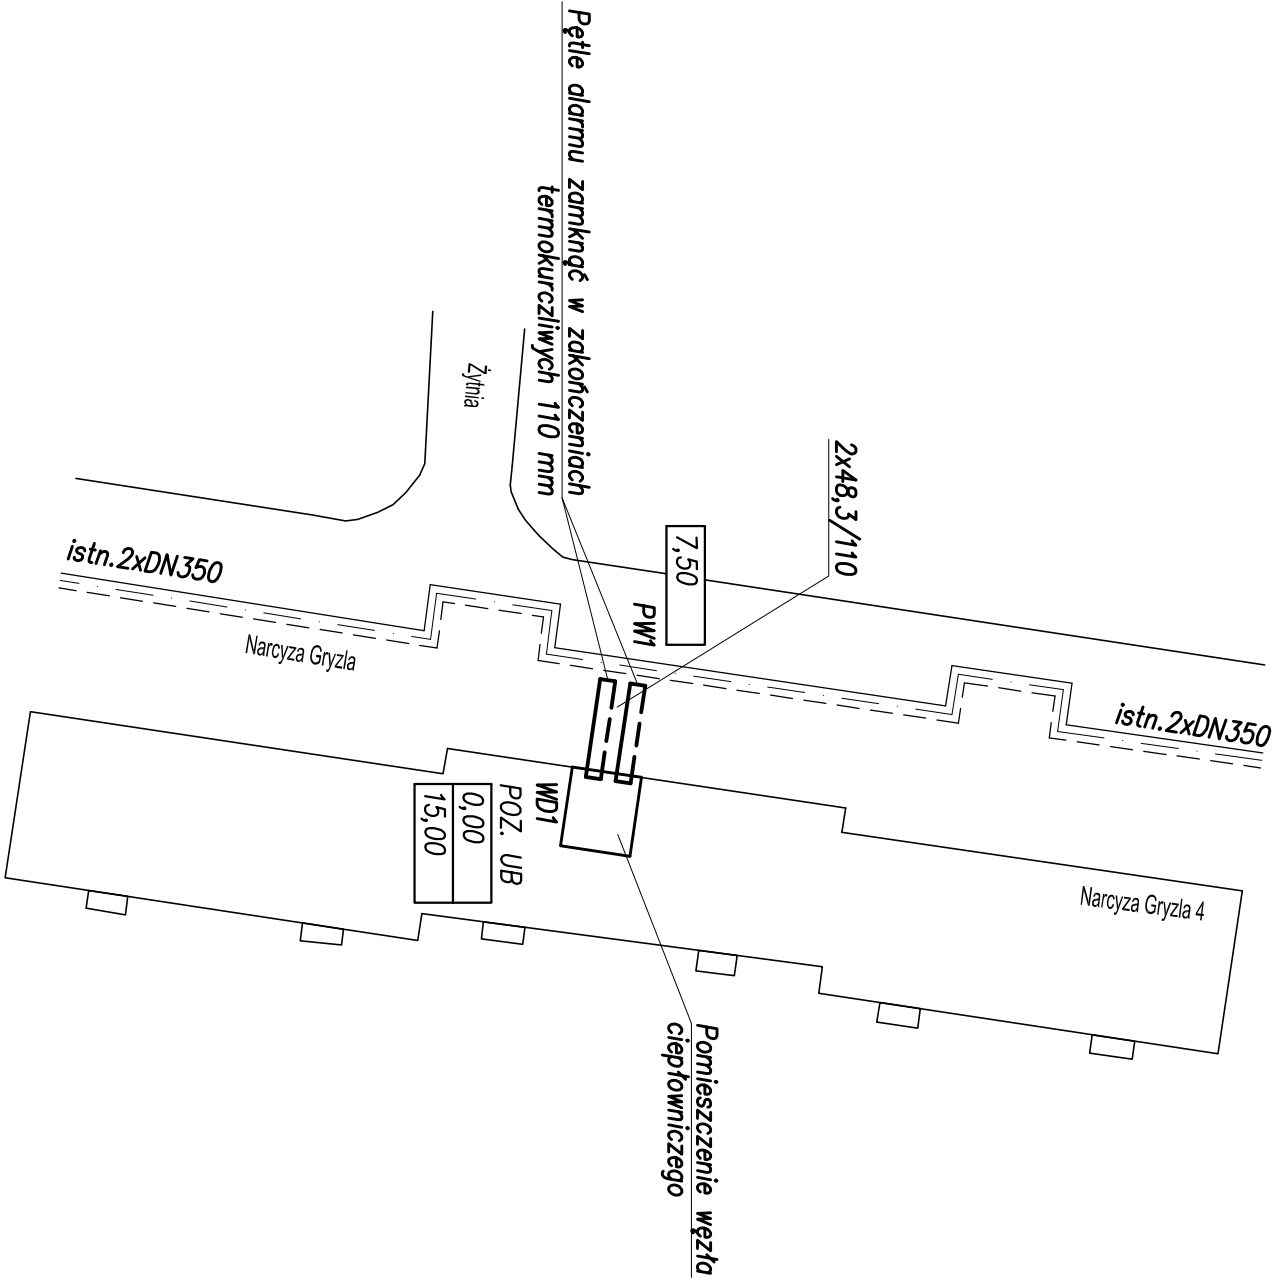 Pętle alarmu zamknąć w zakończeniach
termokurczliwych 110 mm
Żytnia
2x48,3/110
7,50
PW1
istn.2xDN350
Narcyza Gryzla
istn.2xDN350
WD1
POZ. UB
0,00
15,00
Narcyza Gryzla 4
Pomieszczenie węzła
ciepłowniczego